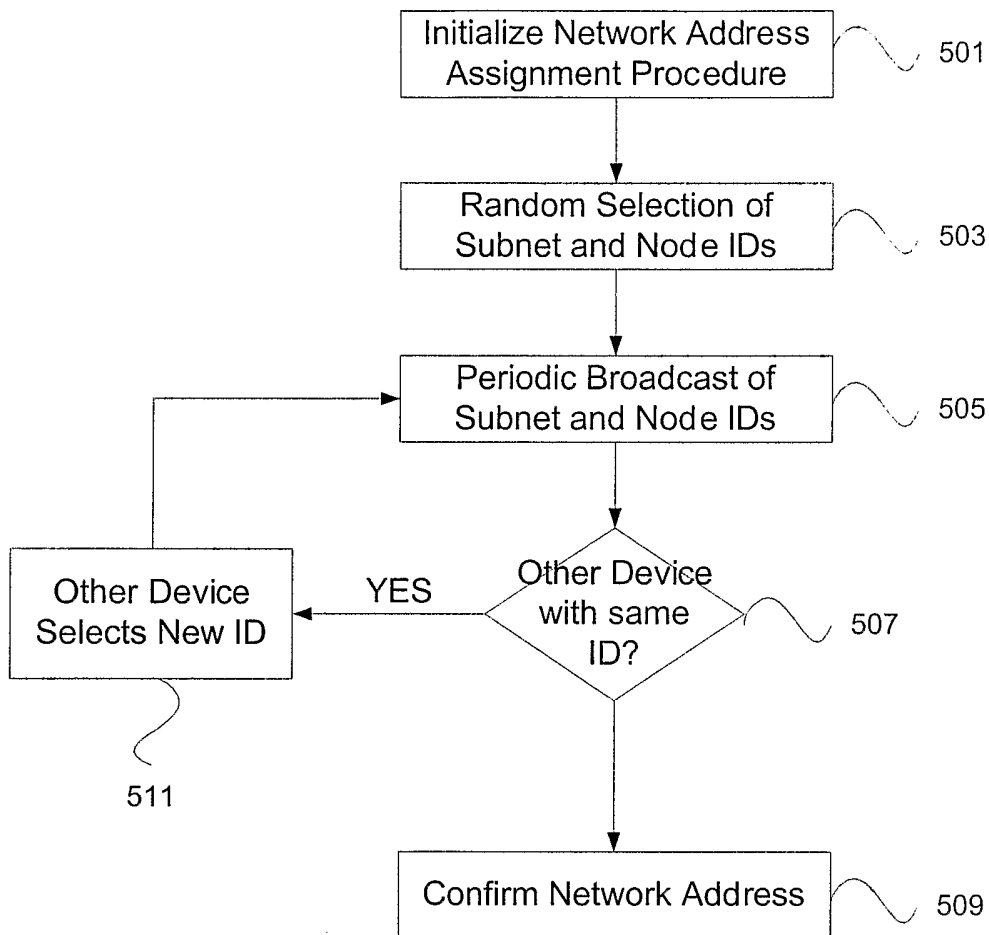 Initialize Network Address
Assignment Procedure
501
Random Selection of
Subnet and Node IDs
503
Periodic Broadcast of
Subnet and Node IDs
505
Other Device
with same
ID?
507
YES
Other Device
Selects New ID
511
Confirm Network Address
509